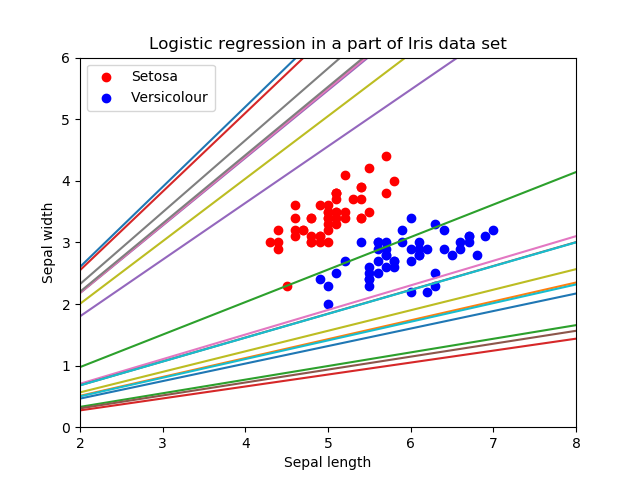 Logistic regression in a part of Iris data set
Setosa
Versicolour
Sepal width
6
5
4
3
2
1
0
2 3 4 5 6 7 8
Sepal length